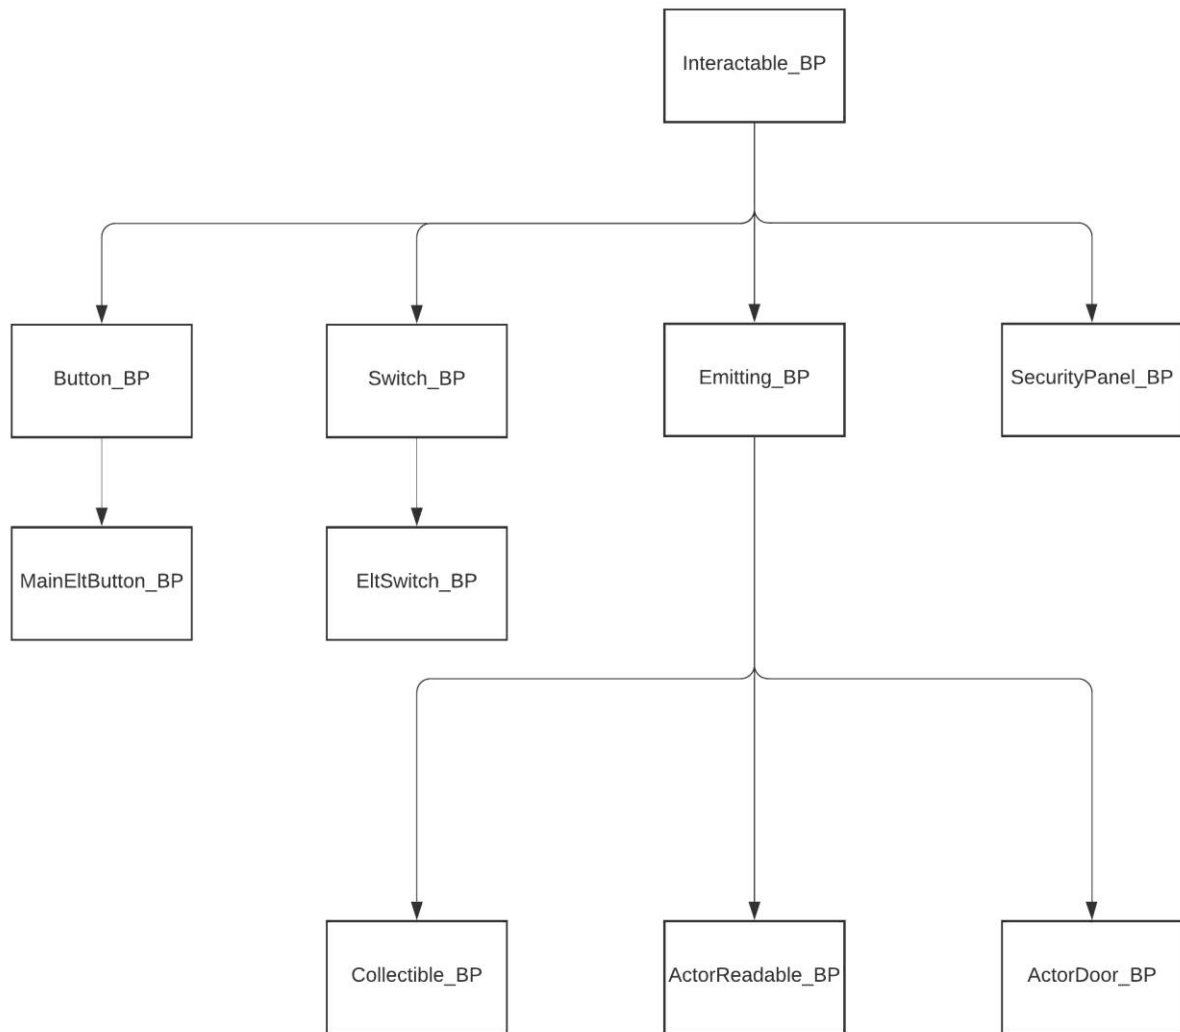 Interactable_BP
Button_BP
Switch_BP
Emitting_BP
SecurityPanel_BP
MainEltButton_BP
EltSwitch_BP
Collectible_BP
ActorReadable_BP
ActorDoor_BP